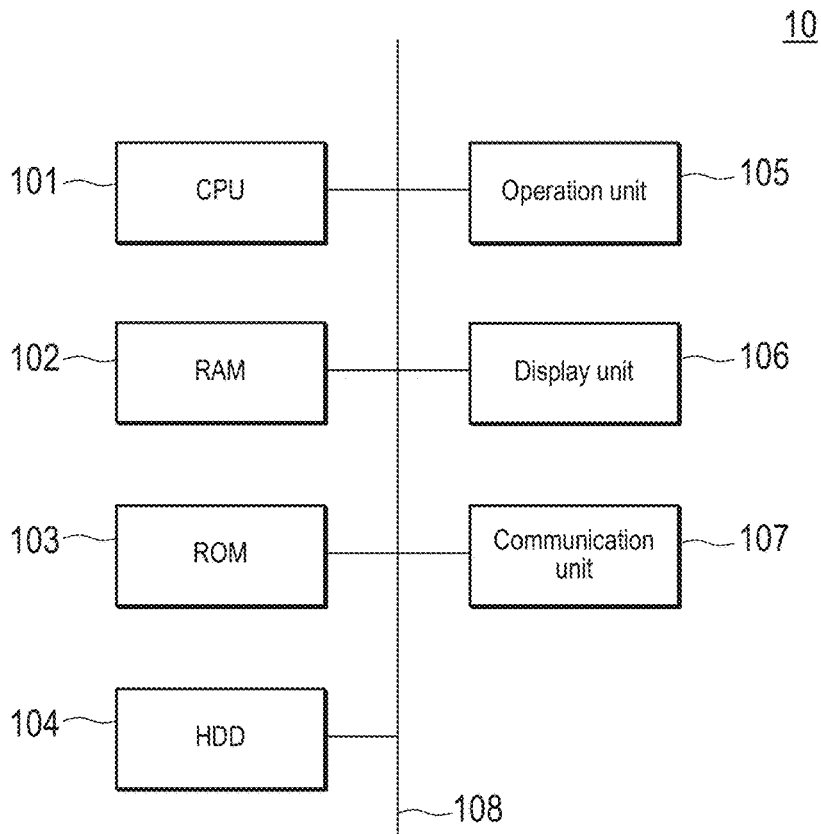 10
101
CPU
Operation unit
105
102
RAM
Display unit
106
103
ROM
Communication
unit
107
104
HDD
108